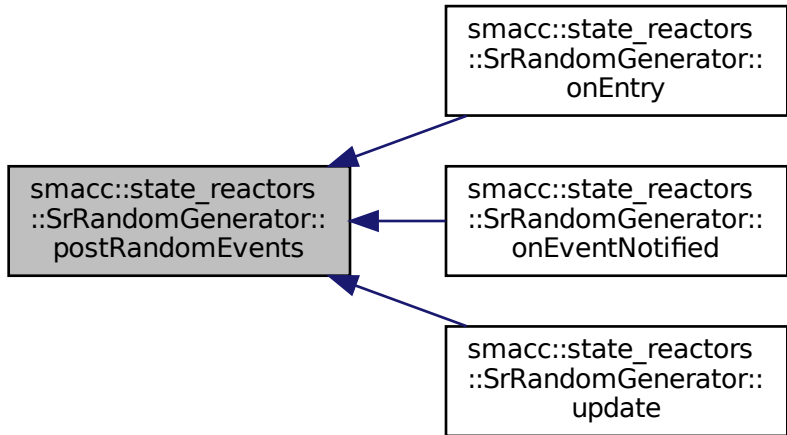 smacc::state_reactors
::SrRandomGenerator::
postRandomEvents
smacc::state_reactors
::SrRandomGenerator::
onEntry
smacc::state_reactors
::SrRandomGenerator::
onEventNotified
smacc::state_reactors
::SrRandomGenerator::
update